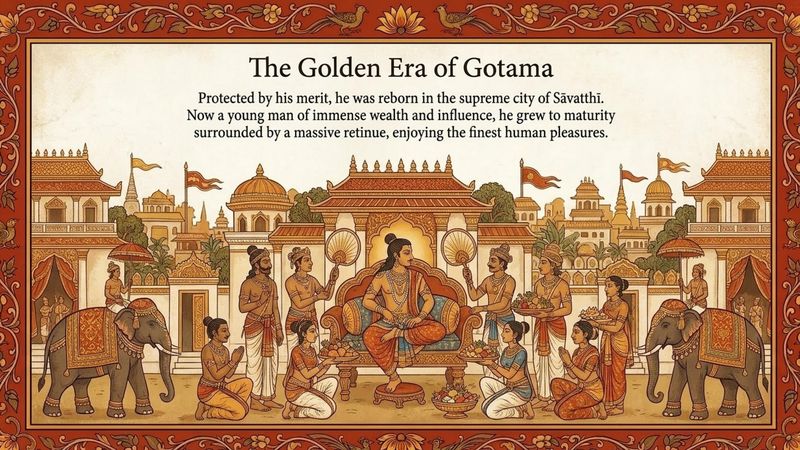 The Golden Era of Gotama
Protected by his merit, he was reborn in the supreme city of Sāvatthī.
Now a young man of immense wealth and influence, he grew to maturity
surrounded by a massive retinue, enjoying the finest human pleasures.